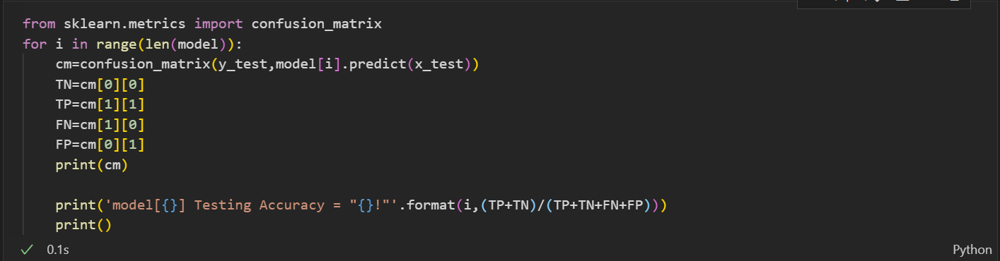 from sklearn.metrics import confusion_matrix
for i in range(len(model)):
    cm=confusion_matrix(y_test,model[i].predict(x_test))
    TN=cm[0][0]
    TP=cm[1][1]
    FN=cm[1][0]
    FP=cm[0][1]
    print(cm)

    print('model[{}] Testing Accuracy = "{}!"'.format(i,(TP+TN)/(TP+TN+FN+FP)))
    print()
✓ 0.1s
Python